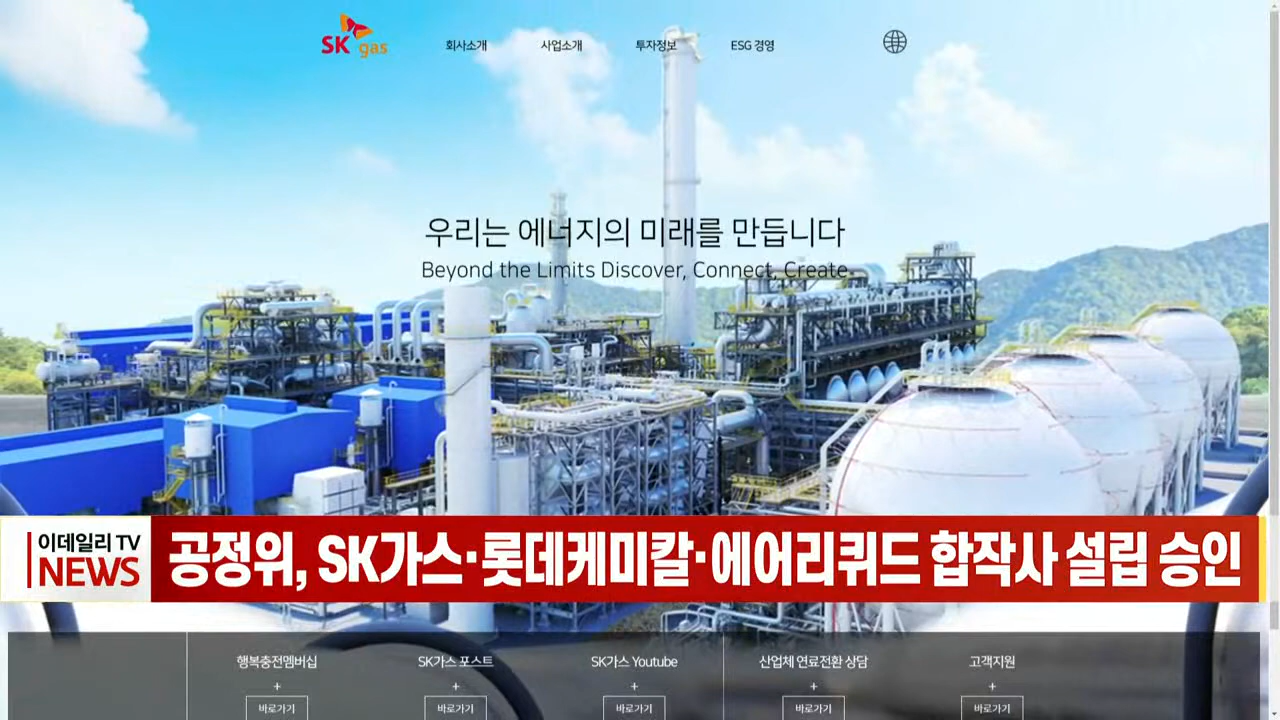 SK gas
회사소개
사업소개
투자정보
ESG 경영
우리는 에너지의 미래를 만듭니다
Beyond the Limits Discover, Connect, Create
이데일리 TV
NEWS
공정위, SK가스·롯데케미칼·에어리퀴드 합작사 설립 승인
행복충전멤버십
SK가스 포스트
SK가스 Youtube
산업체 연료전환 상담
고객지원
+
+
+
+
+
바로가기
바로가기
바로가기
바로가기
바로가기